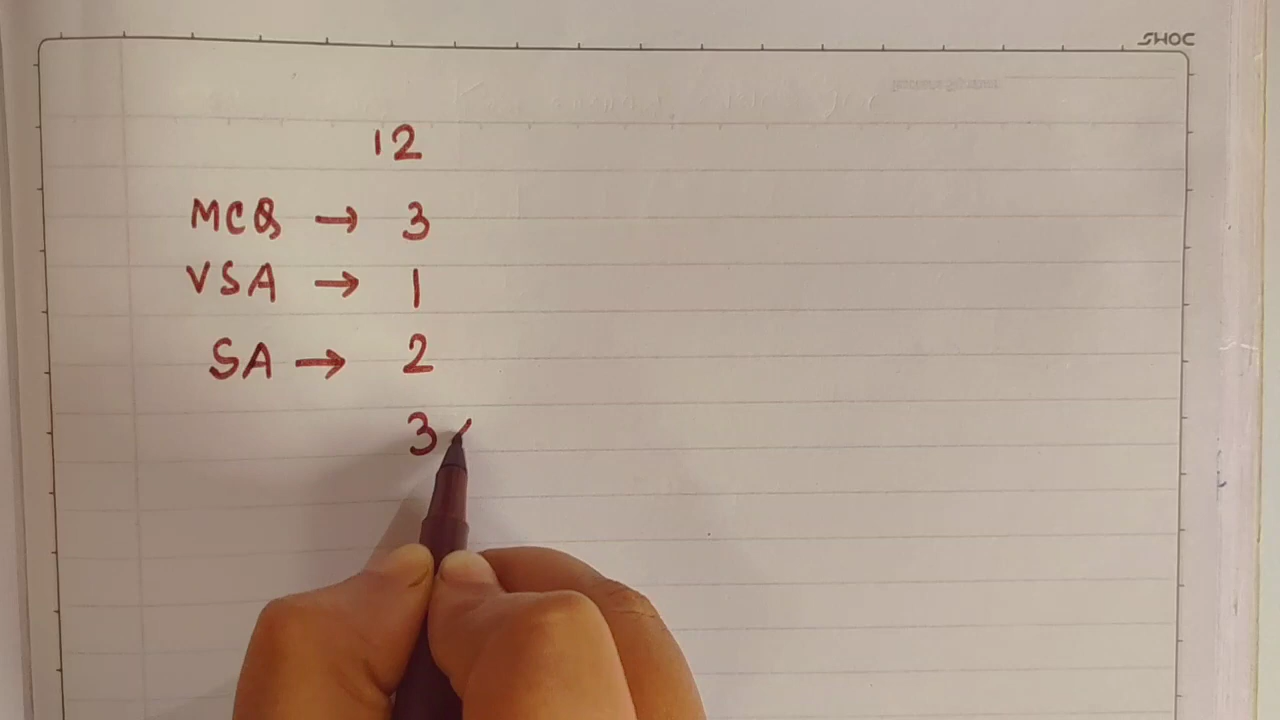 SHOC
12
MCQ → 3
VSA → 1
SA → 2
3